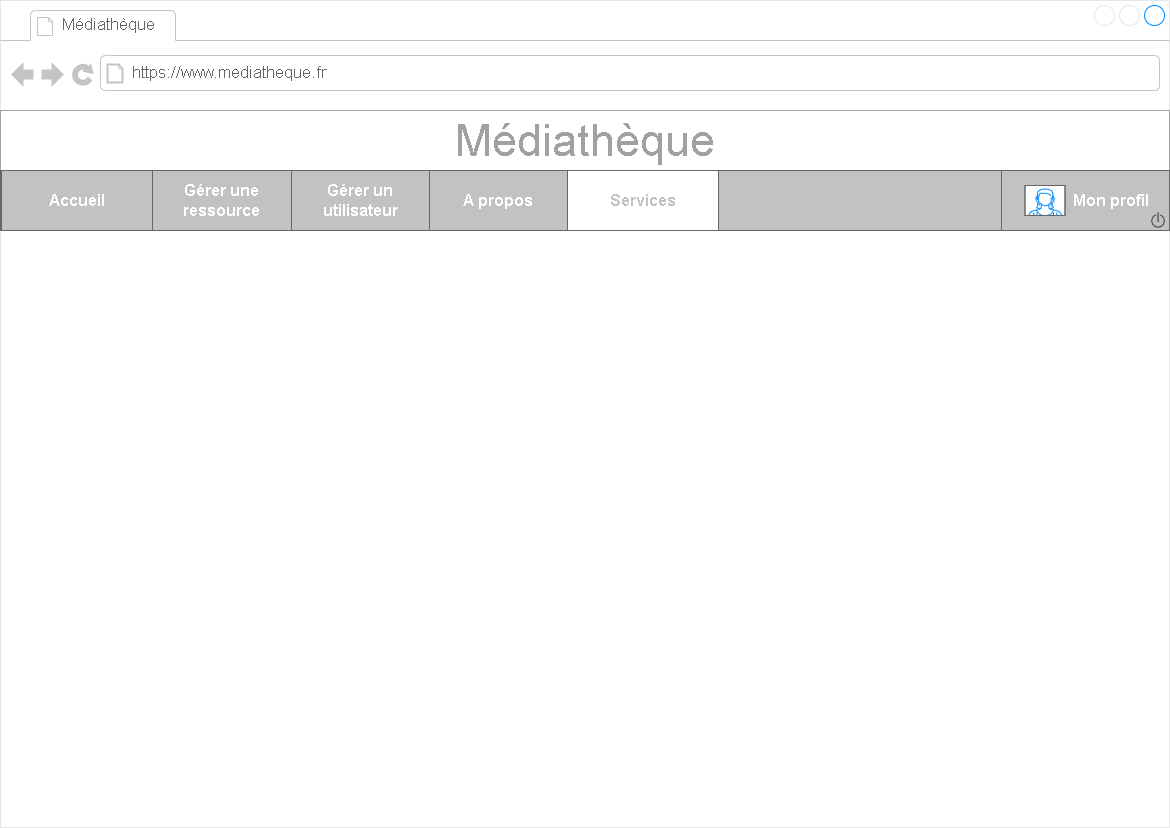 Médiathèque
https://www.mediatheque.fr
Médiathèque
Accueil
Gérer une
ressource
Gérer un
utilisateur
A propos
Services
Mon profil